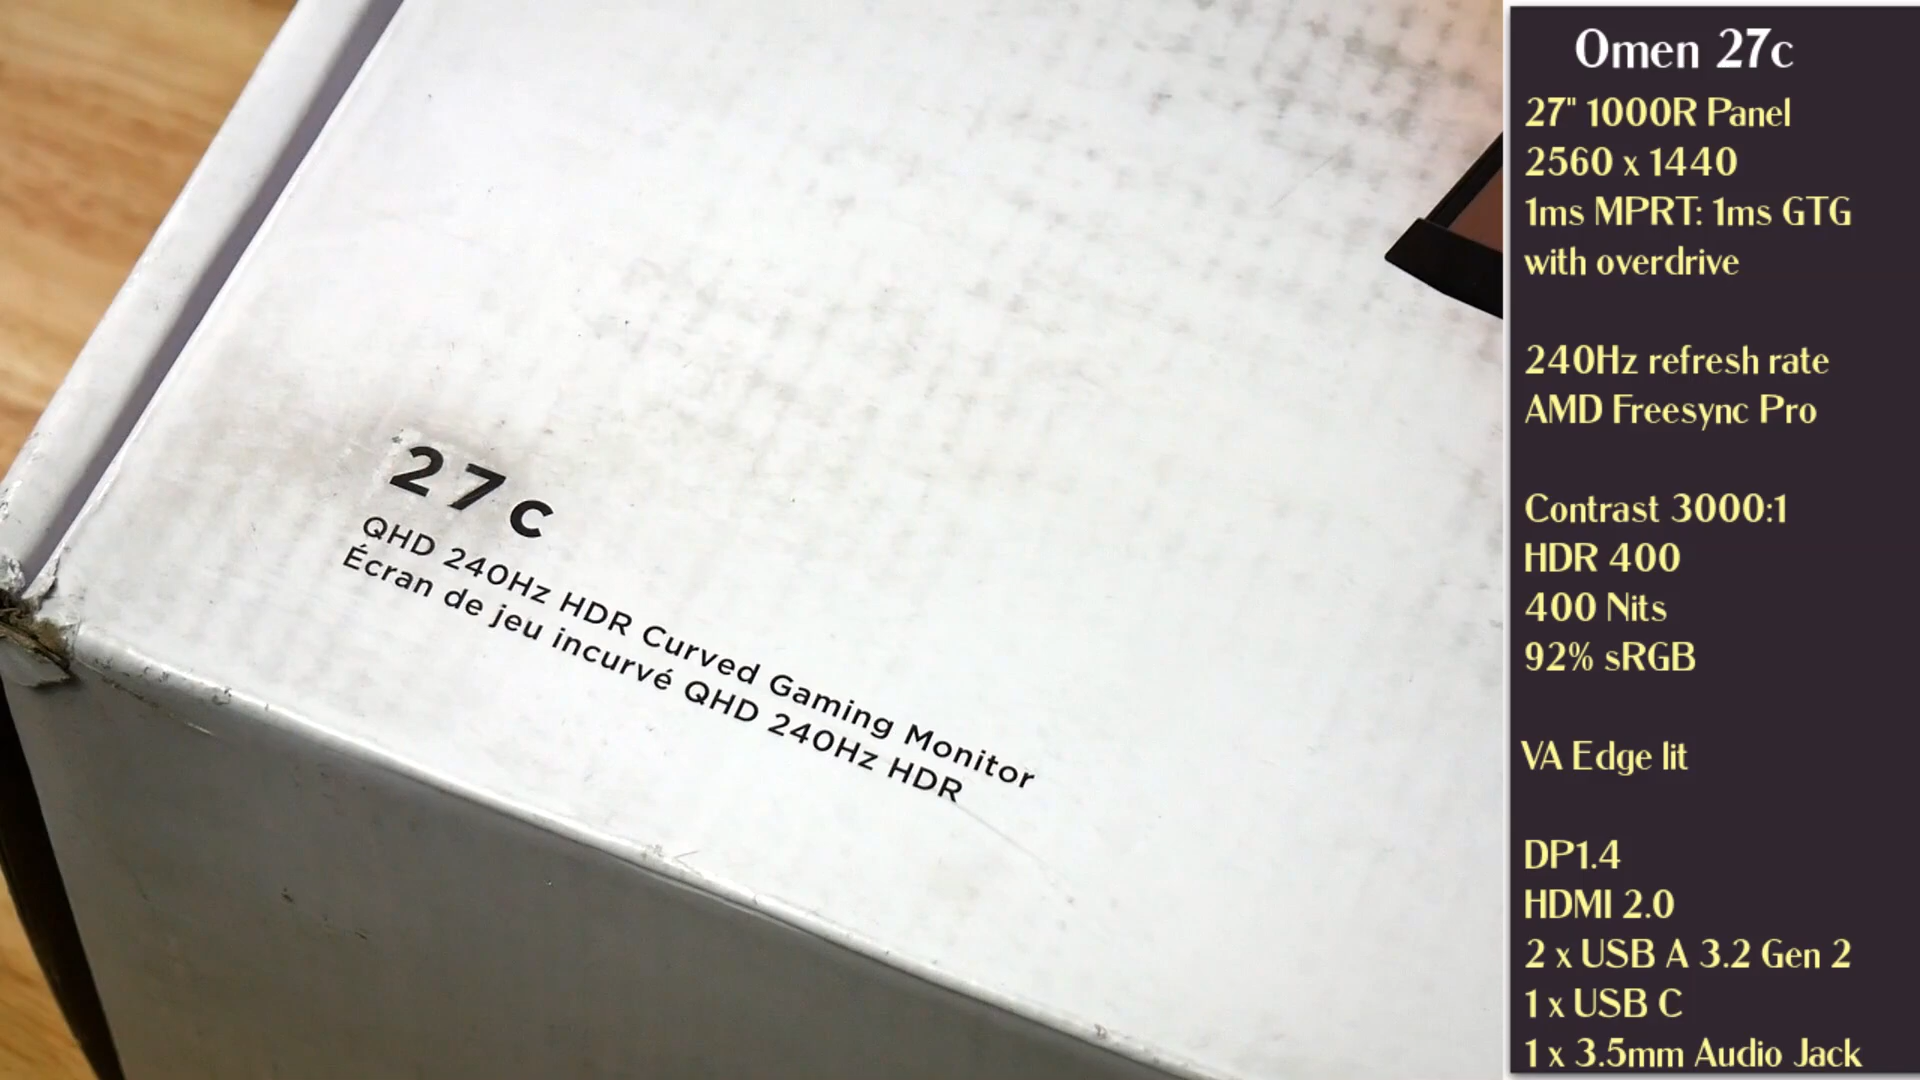 27c
QHD 240Hz HDR Curved Gaming Monitor
Écran de jeu incurvé QHD 240Hz HDR
Omen 27c
27" 1000R Panel
2560 x 1440
1ms MPRT: 1ms GTG
with overdrive
240Hz refresh rate
AMD Freesync Pro
Contrast 3000:1
HDR 400
400 Nits
92% sRGB
VA Edge lit
DP1.4
HDMI 2.0
2 x USB A 3.2 Gen 2
1 x USB C
1 x 3.5mm Audio Jack